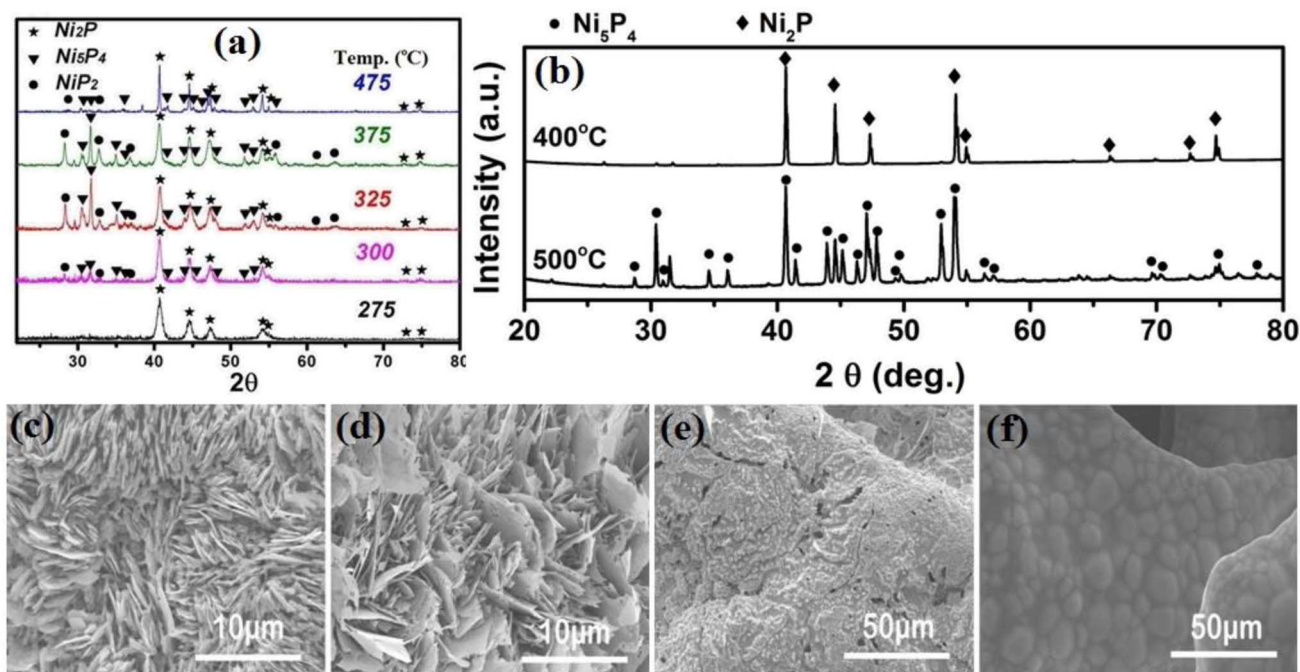 (a)
★ Ni₂P
▼ Ni₅P₄
● NiP₂
Temp. (ºC)
475
375
325
300
275
30 40 50 60 70 80
2θ
● Ni₅P₄ ◆ Ni₂P
(b)
Intensity (a.u.)
400°C
500°C
20 30 40 50 60 70 80
2 θ (deg.)
(c)
10μm
(d)
10μm
(e)
50μm
(f)
50μm